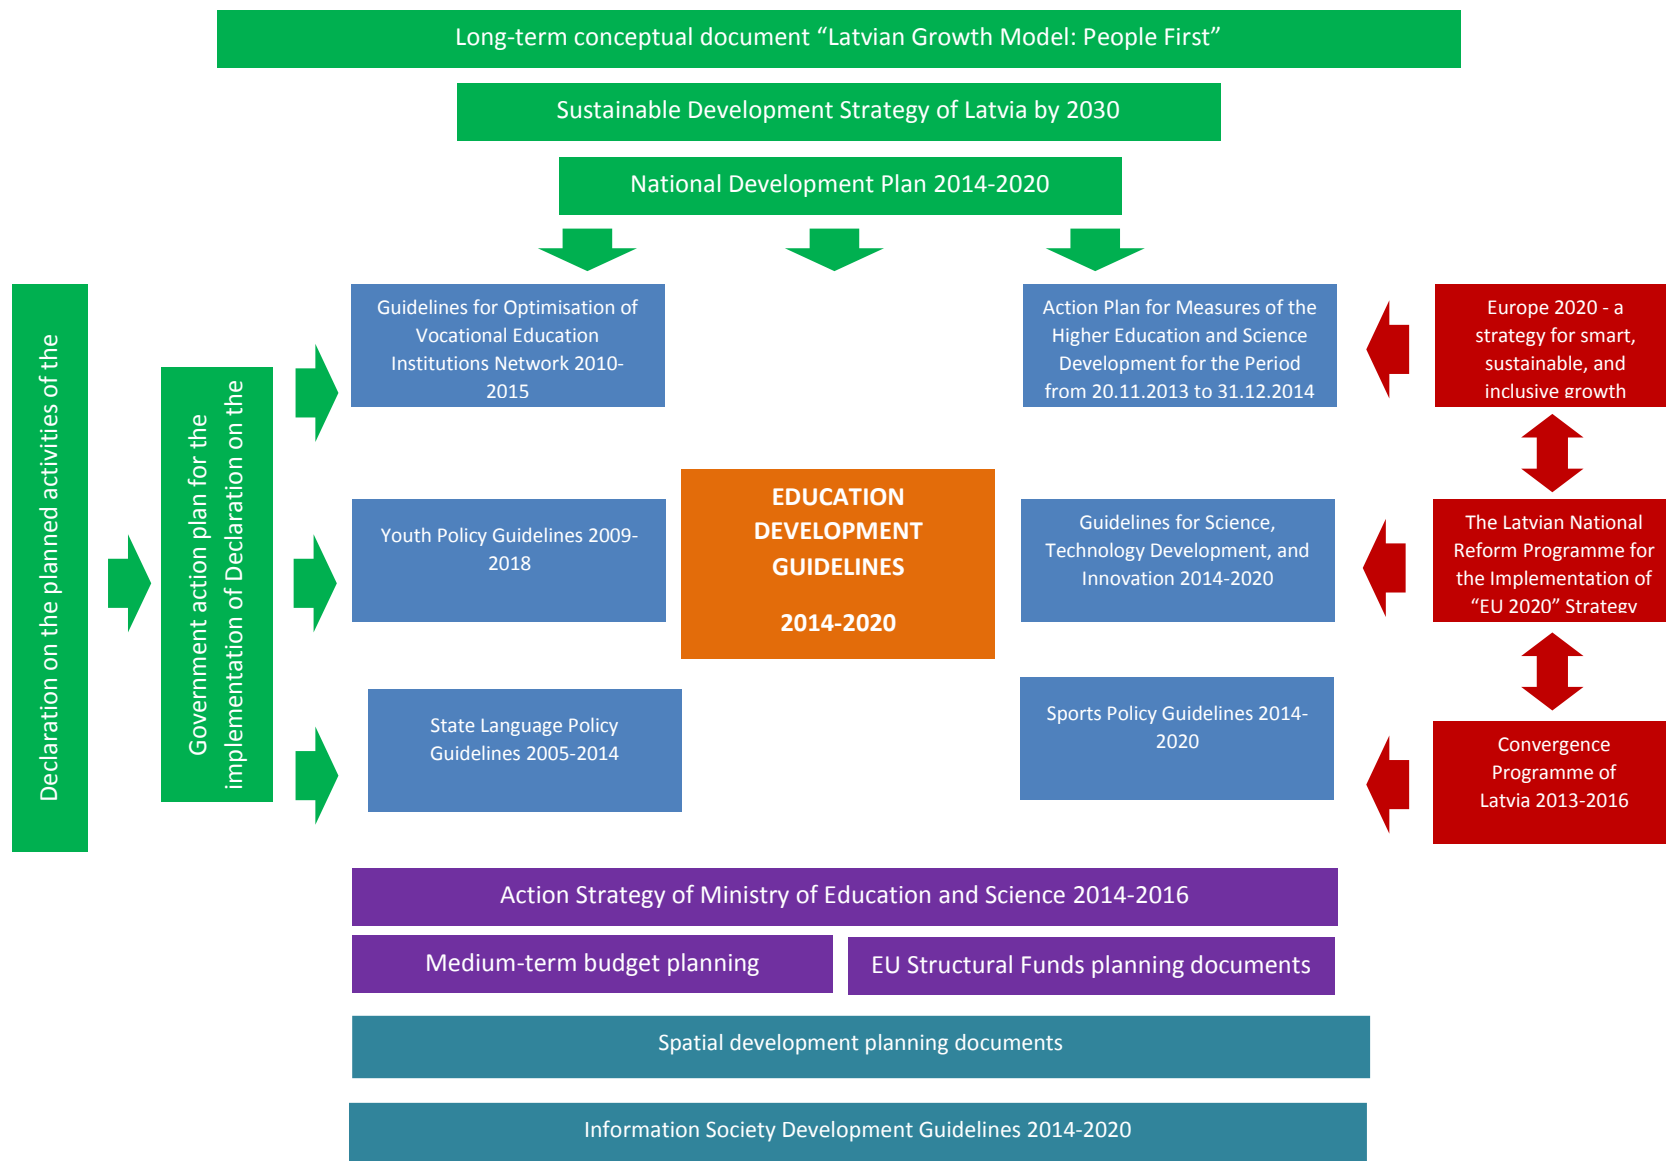 Long-term conceptual document “Latvian Growth Model: People First”
Sustainable Development Strategy of Latvia by 2030
National Development Plan 2014-2020
Declaration on the planned activities of the
Government action plan for the
implementation of Declaration on the
Guidelines for Optimisation of
Vocational Education
Institutions Network 2010-
2015
Action Plan for Measures of the
Higher Education and Science
Development for the Period
from 20.11.2013 to 31.12.2014
Europe 2020 - a
strategy for smart,
sustainable, and
inclusive growth
Youth Policy Guidelines 2009-
2018
EDUCATION
DEVELOPMENT
GUIDELINES
2014-2020
Guidelines for Science,
Technology Development, and
Innovation 2014-2020
The Latvian National
Reform Programme for
the Implementation of
“EU 2020” Strategy
State Language Policy
Guidelines 2005-2014
Sports Policy Guidelines 2014-
2020
Convergence
Programme of
Latvia 2013-2016
Action Strategy of Ministry of Education and Science 2014-2016
Medium-term budget planning
EU Structural Funds planning documents
Spatial development planning documents
Information Society Development Guidelines 2014-2020